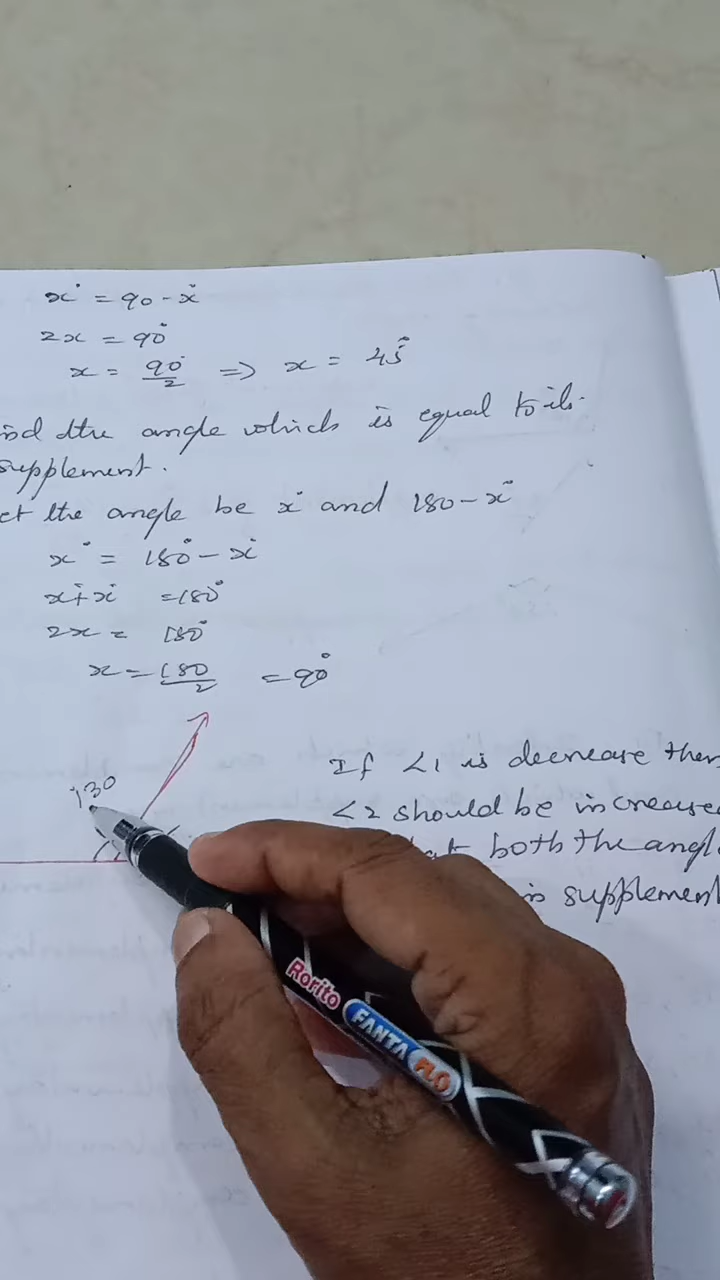 x° = 90 - x°
2x = 90°
x = 90°/2 => x = 45°
the angle which is equal to its
supplement.
the angle be x° and 180 - x°
x° = 180° - x°
x° + x° = 180°
2x = 180°
x = 180/2 = 90°
130
If ∠1 is decrease then
∠2 should be increased
both the angle
is supplement
Rorito
FANTA FLO